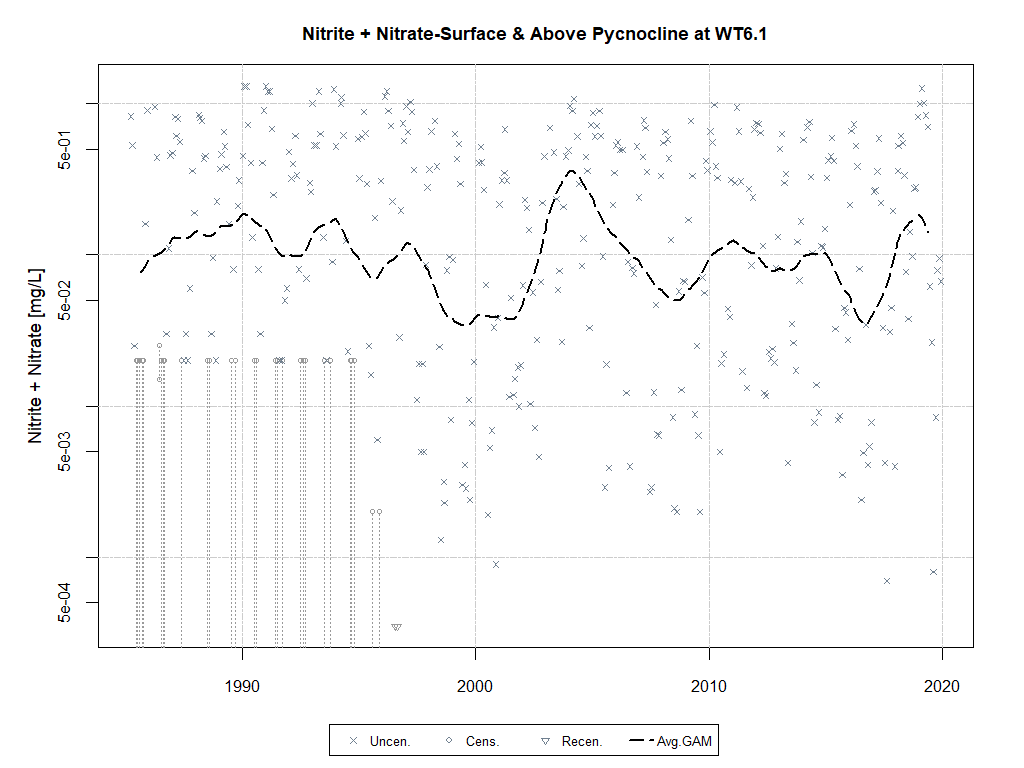 Nitrite + Nitrate-Surface & Above Pycnocline at WT6.1
Nitrite + Nitrate [mg/L]
5e-01
5e-02
5e-03
5e-04
1990 2000 2010 2020
Uncen. Cens. Recen. Avg.GAM